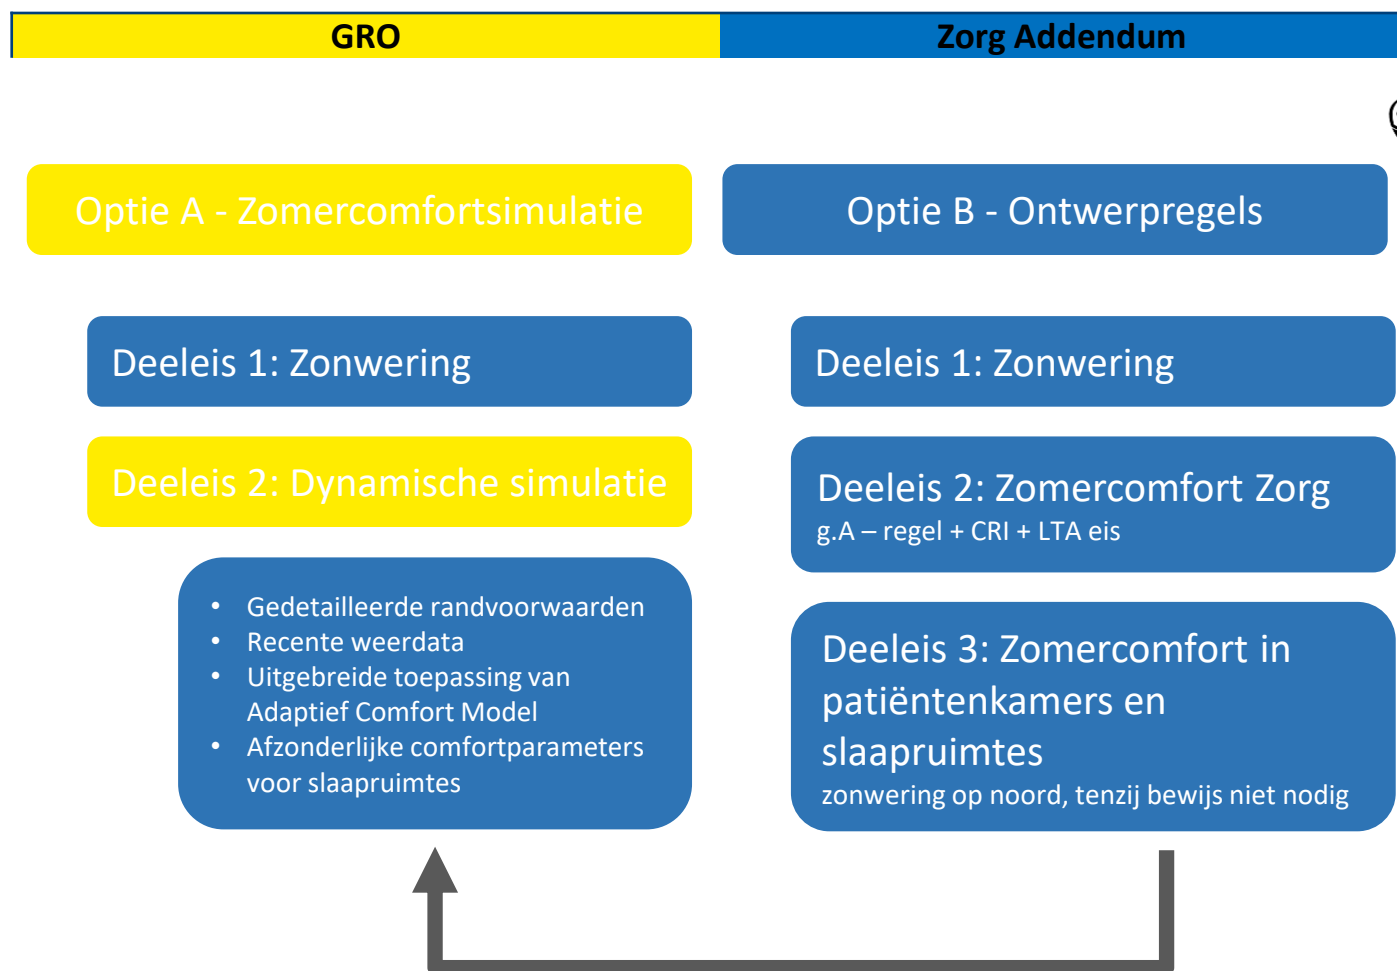 GRO
Zorg Addendum
Optie A - Zomercomfortsimulatie
Optie B - Ontwerpregels
Deeleis 1: Zonwering
Deeleis 2: Dynamische simulatie
• Gedetailleerde randvoorwaarden
• Recente weerdata
• Uitgebreide toepassing van
Adaptief Comfort Model
• Afzonderlijke comfortparameters
voor slaapruimtes
Deeleis 1: Zonwering
Deeleis 2: Zomercomfort Zorg
g.A – regel + CRI + LTA eis
Deeleis 3: Zomercomfort in
patiëntenkamers en
slaapruimtes
zonwering op noord, tenzij bewijs niet nodig